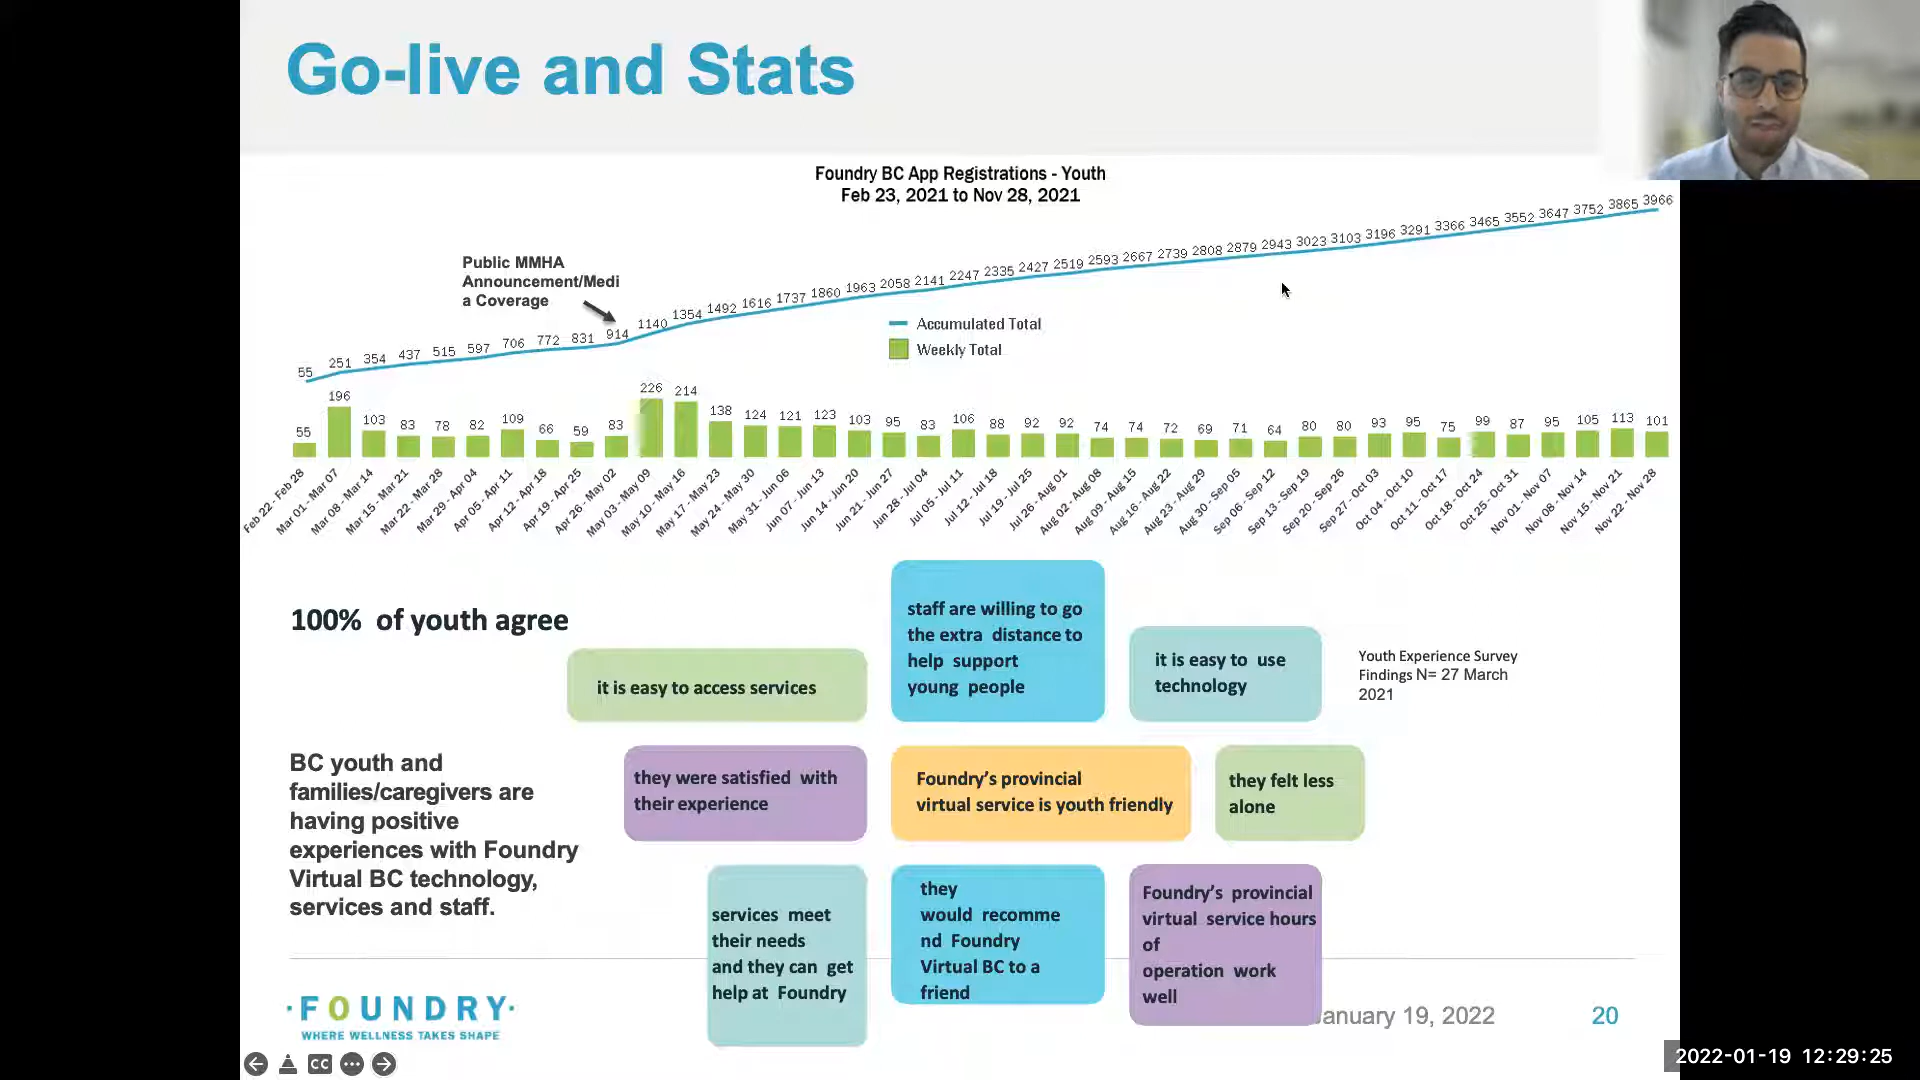 Go-live and Stats
Foundry BC App Registrations - Youth
Feb 23, 2021 to Nov 28, 2021
Public MMHA
Announcement/Medi
a Coverage
55 251 354 437 515 597 706 772 831 914 1140 1354 1492 1616 1737 1860 1963 2058 2141 2247 2335 2427 2519 2593 2667 2739 2808 2879 2943 3023 3103 3196 3291 3366 3465 3552 3647 3752 3865 3966
Accumulated Total
Weekly Total
55 196 103 83 78 82 109 66 59 83 226 214 138 124 121 123 103 95 83 106 88 92 92 74 74 72 69 71 64 80 80 93 95 75 99 87 95 105 113 101
Feb 22 - Feb 28
Mar 01 - Mar 07
Mar 08 - Mar 14
Mar 15 - Mar 21
Mar 22 - Mar 28
Mar 29 - Apr 04
Apr 05 - Apr 11
Apr 12 - Apr 18
Apr 19 - Apr 25
Apr 26 - May 02
May 03 - May 09
May 10 - May 16
May 17 - May 23
May 24 - May 30
May 31 - Jun 06
Jun 07 - Jun 13
Jun 14 - Jun 20
Jun 21 - Jun 27
Jun 28 - Jul 04
Jul 05 - Jul 11
Jul 12 - Jul 18
Jul 19 - Jul 25
Jul 26 - Aug 01
Aug 02 - Aug 08
Aug 09 - Aug 15
Aug 16 - Aug 22
Aug 23 - Aug 29
Aug 30 - Sep 05
Sep 06 - Sep 12
Sep 13 - Sep 19
Sep 20 - Sep 26
Sep 27 - Oct 03
Oct 04 - Oct 10
Oct 11 - Oct 17
Oct 18 - Oct 24
Oct 25 - Oct 31
Nov 01 - Nov 07
Nov 08 - Nov 14
Nov 15 - Nov 21
Nov 22 - Nov 28
100% of youth agree
it is easy to access services
staff are willing to go
the extra distance to
help support
young people
it is easy to use
technology
Youth Experience Survey
Findings N= 27 March
2021
BC youth and
families/caregivers are
having positive
experiences with Foundry
Virtual BC technology,
services and staff.
they were satisfied with
their experience
Foundry's provincial
virtual service is youth friendly
they felt less
alone
services meet
their needs
and they can get
help at Foundry
they
would recomme
nd Foundry
Virtual BC to a
friend
Foundry's provincial
virtual service hours
of
operation work
well
·FOUNDRY·
WHERE WELLNESS TAKES SHAPE
anuary 19, 2022
20
CC
2022-01-19 12:29:25